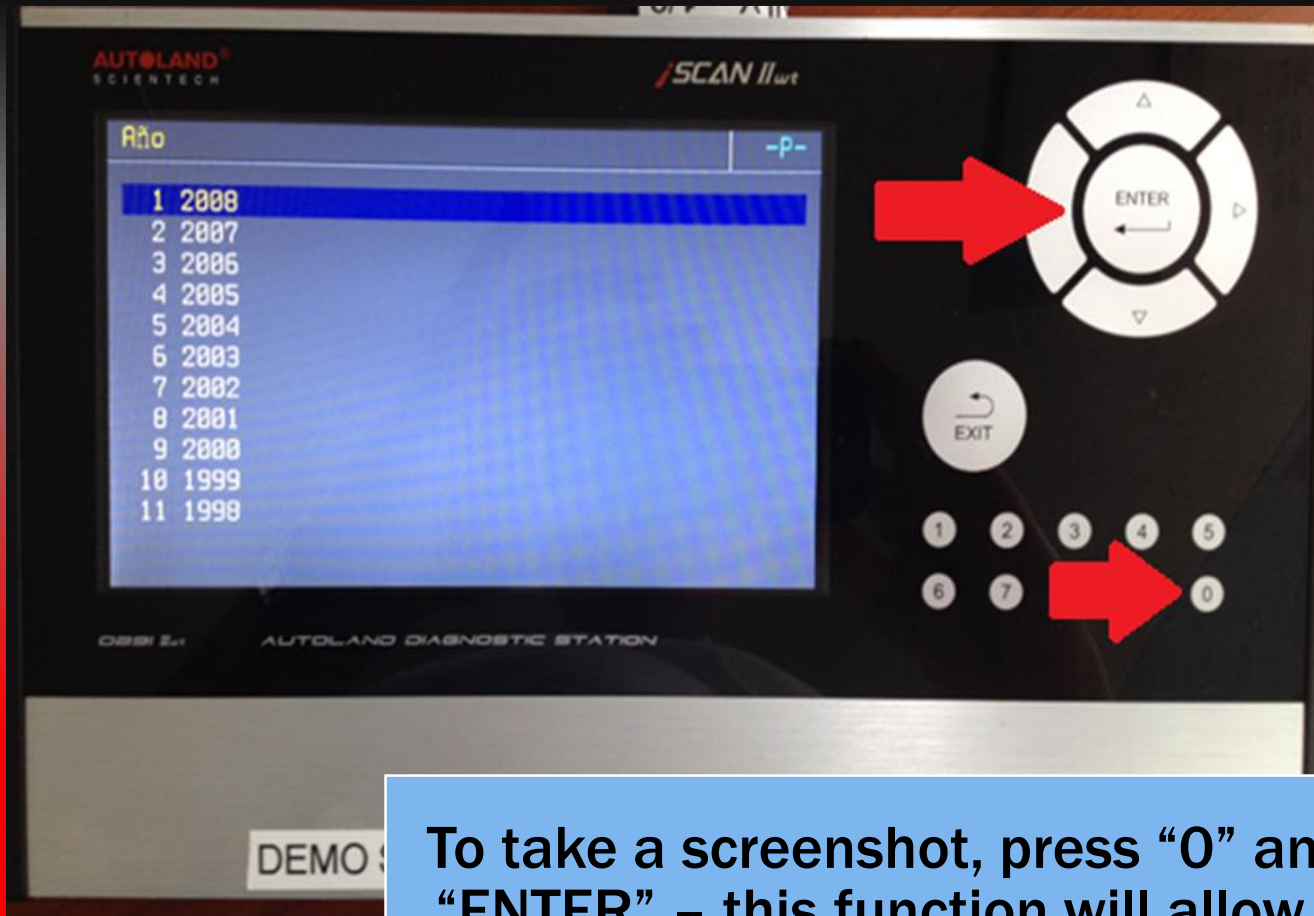 AUTOLAND®
SCIENTECH
iSCAN IIwt
Año
-P-
1 2008
2 2007
3 2006
4 2005
5 2004
6 2003
7 2002
8 2001
9 2000
10 1999
11 1998
ENTER
EXIT
1 2 3 4 5
6 7 0
AUTOLAND DIAGNOSTIC STATION
DEMO
To take a screenshot, press “0” an
“ENTER” – this function will allow